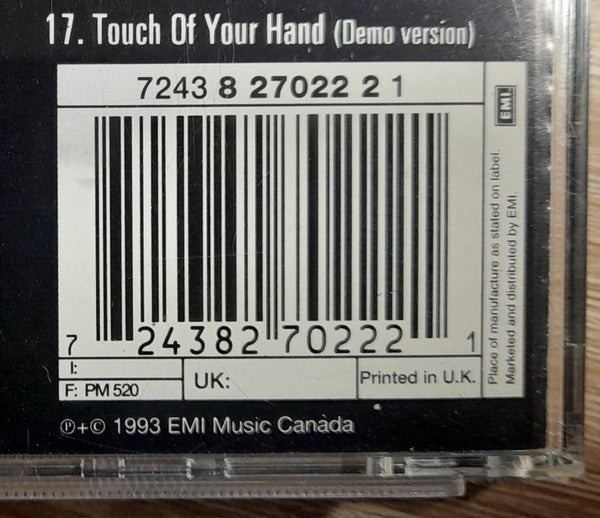 17. Touch Of Your Hand (Demo version)
7243 8 27022 2 1
EMI
Place of manufacture as stated on label.
Marketed and distributed by EMI.
7 24382 70222 1
I:
F: PM 520
UK:
Printed in U.K.
℗+© 1993 EMI Music Canada